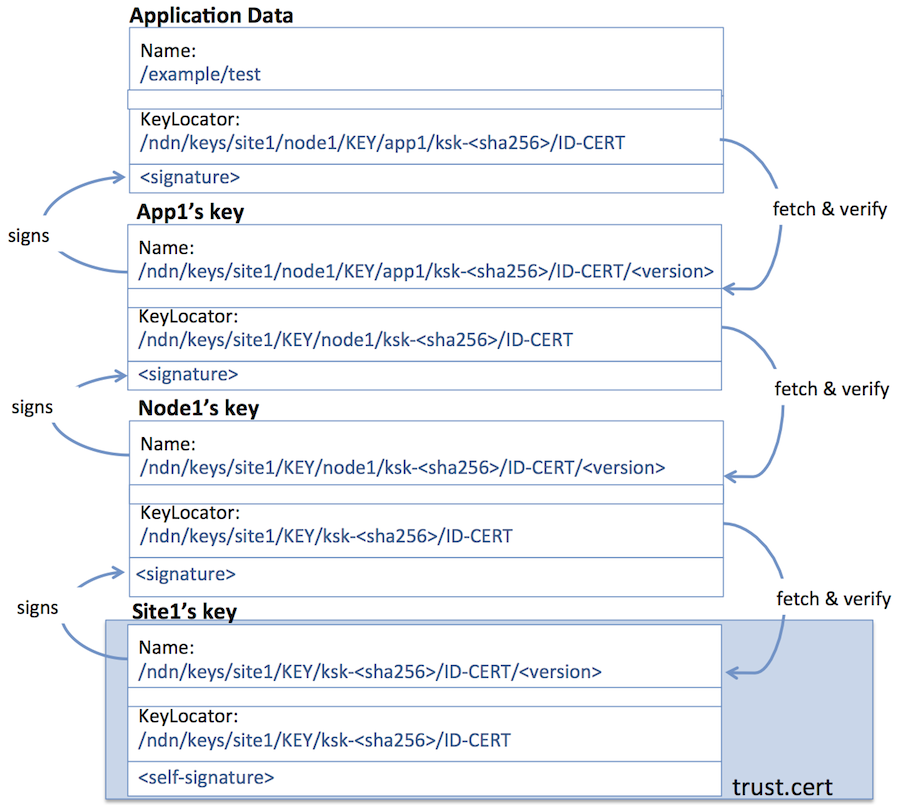 Application Data
Name:
/example/test
KeyLocator:
/ndn/keys/site1/node1/KEY/app1/ksk-<sha256>/ID-CERT
<signature>
signs
fetch & verify
App1's key
Name:
/ndn/keys/site1/node1/KEY/app1/ksk-<sha256>/ID-CERT/<version>
KeyLocator:
/ndn/keys/site1/KEY/node1/ksk-<sha256>/ID-CERT
<signature>
signs
fetch & verify
Node1's key
Name:
/ndn/keys/site1/KEY/node1/ksk-<sha256>/ID-CERT/<version>
KeyLocator:
/ndn/keys/site1/KEY/ksk-<sha256>/ID-CERT
<signature>
signs
fetch & verify
Site1's key
Name:
/ndn/keys/site1/KEY/ksk-<sha256>/ID-CERT/<version>
KeyLocator:
/ndn/keys/site1/KEY/ksk-<sha256>/ID-CERT
<self-signature>
trust.cert